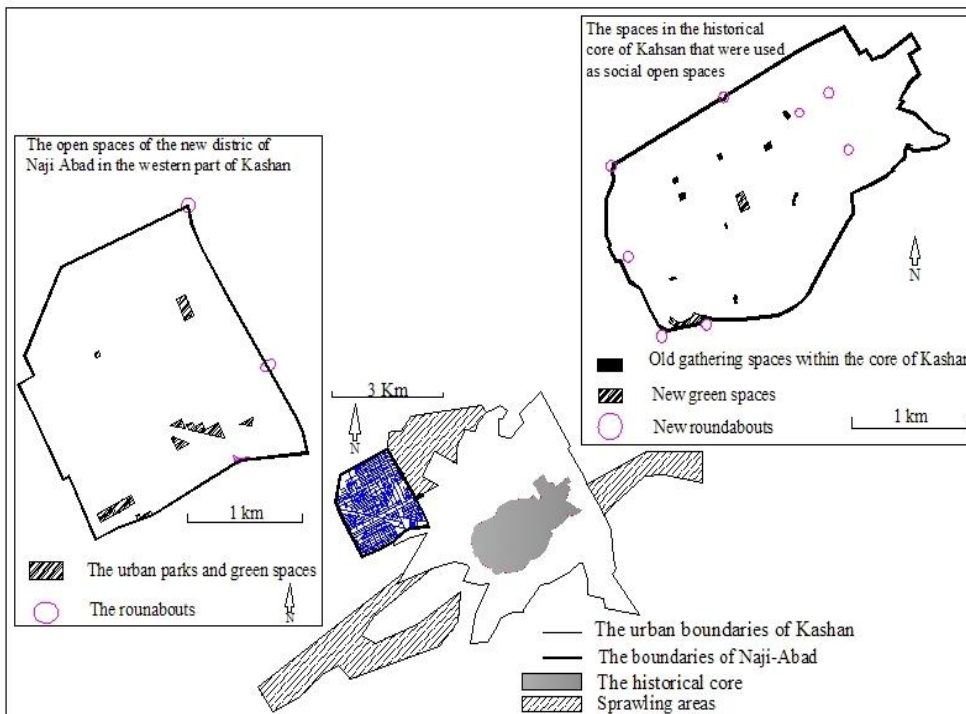 The open spaces of the new distric of
Naji Abad in the western part of Kashan
1 km
The urban parks and green spaces
The rounabouts
N
The spaces in the historical
core of Kahsan that were used
as social open spaces
N
Old gathering spaces within the core of Kashan
New green spaces
New roundabouts
1 km
3 Km
N
The urban boundaries of Kashan
The boundaries of Naji-Abad
The historical core
Sprawling areas